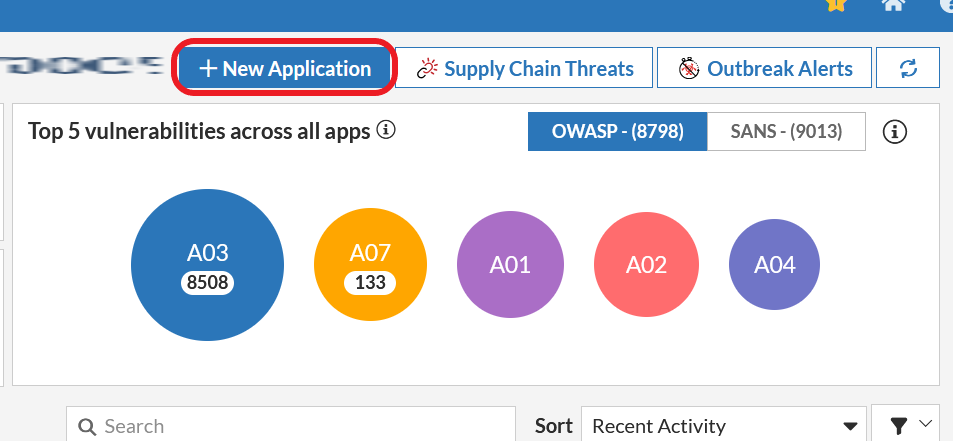 + New Application
Supply Chain Threats
Outbreak Alerts
Top 5 vulnerabilities across all apps
OWASP - (8798)
SANS - (9013)
A03
8508
A07
133
A01
A02
A04
Search
Sort
Recent Activity